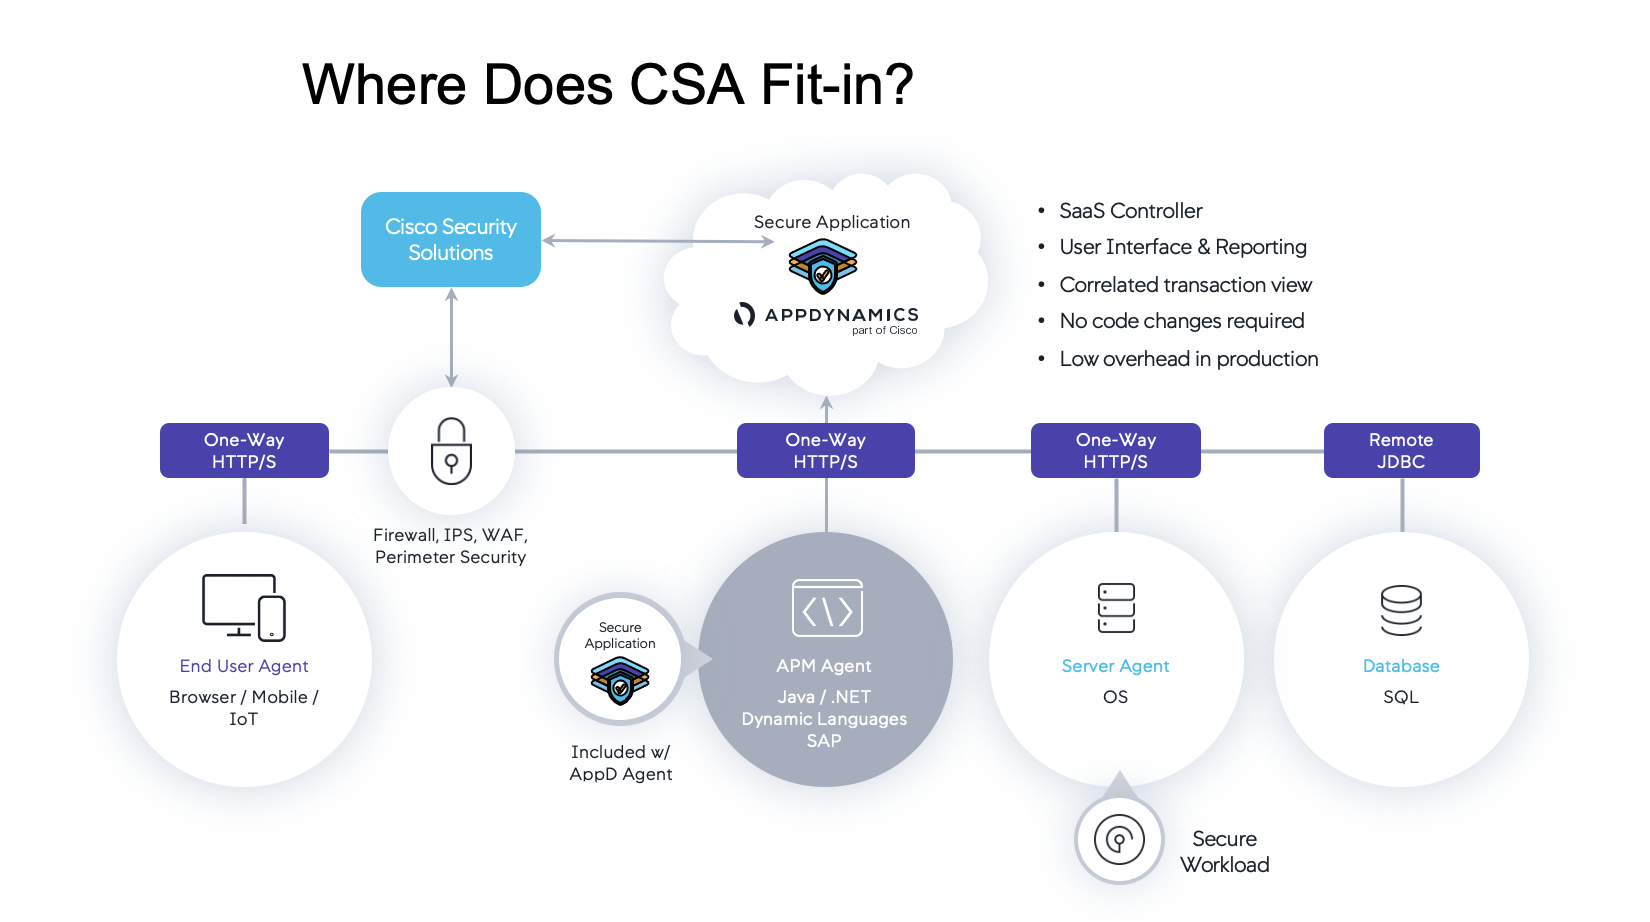 Where Does CSA Fit-in?
Cisco Security
Solutions
Secure Application
APPDYNAMICS
part of Cisco
• SaaS Controller
• User Interface & Reporting
• Correlated transaction view
• No code changes required
• Low overhead in production
One-Way
HTTP/S
One-Way
HTTP/S
One-Way
HTTP/S
Remote
JDBC
Firewall, IPS, WAF,
Perimeter Security
End User Agent
Browser / Mobile /
IoT
Secure
Application
Included w/
AppD Agent
APM Agent
Java / .NET
Dynamic Languages
SAP
Server Agent
OS
Database
SQL
Secure
Workload